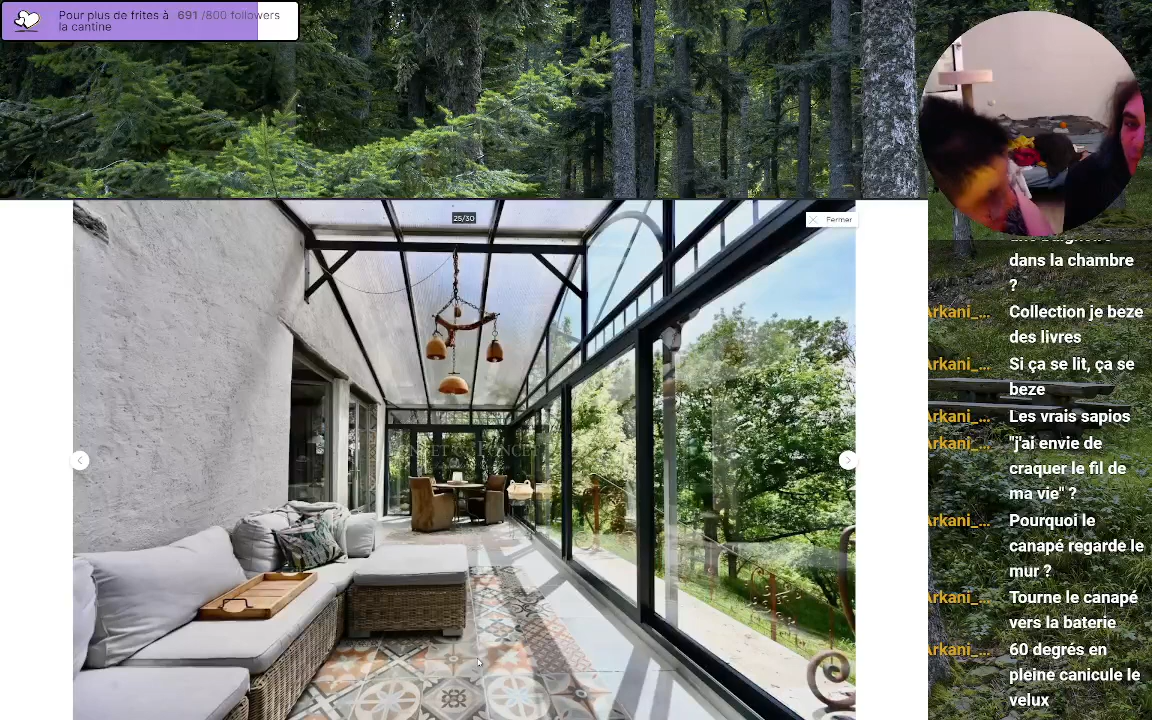 Pour plus de frites à
la cantine
691 /800 followers
25/30
Fermer
dans la chambre
?
Arkani_...
Collection je beze
des livres
Arkani_...
Si ça se lit, ça se
beze
Arkani_...
Les vrais sapios
Arkani_...
"j'ai envie de
craquer le fil de
ma vie" ?
Arkani_...
Pourquoi le
canapé regarde le
mur ?
Arkani_...
Tourne le canapé
vers la baterie
Arkani_...
60 degrés en
pleine canicule le
velux